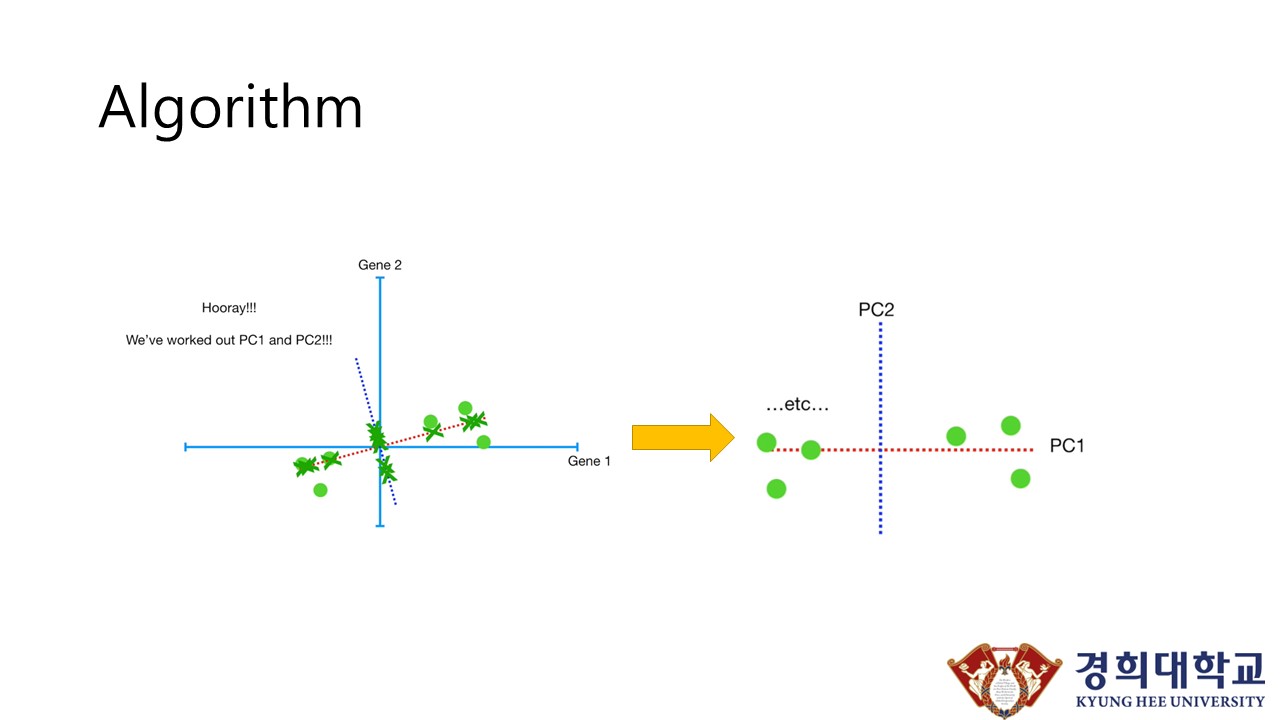 Algorithm
Gene 2
Hooray!!!
We've worked out PC1 and PC2!!!
Gene 1
PC2
...etc...
PC1
경희대학교
KYUNG HEE UNIVERSITY